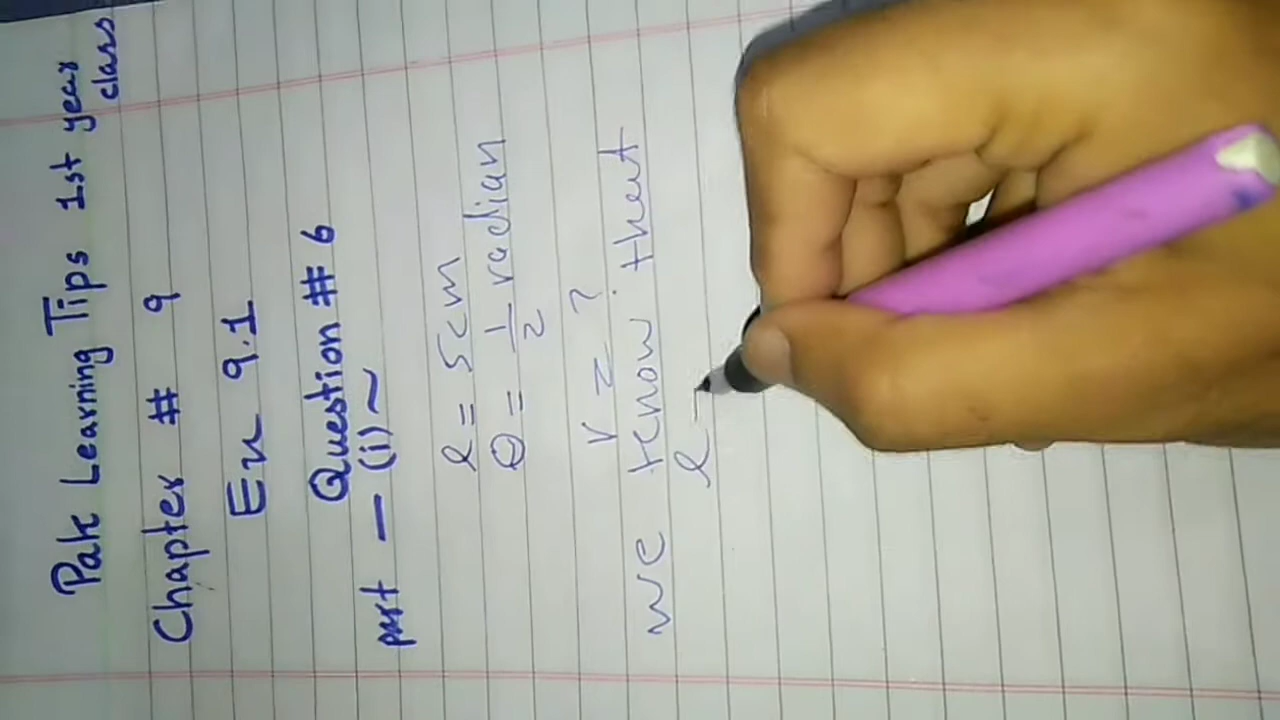 Pak Learning Tips 1st year
class
Chapter # 9
Ex 9.1
Question # 6
part — (i) ~
l = 5cm
θ = 1/2 radian
r = ?
we know that
l